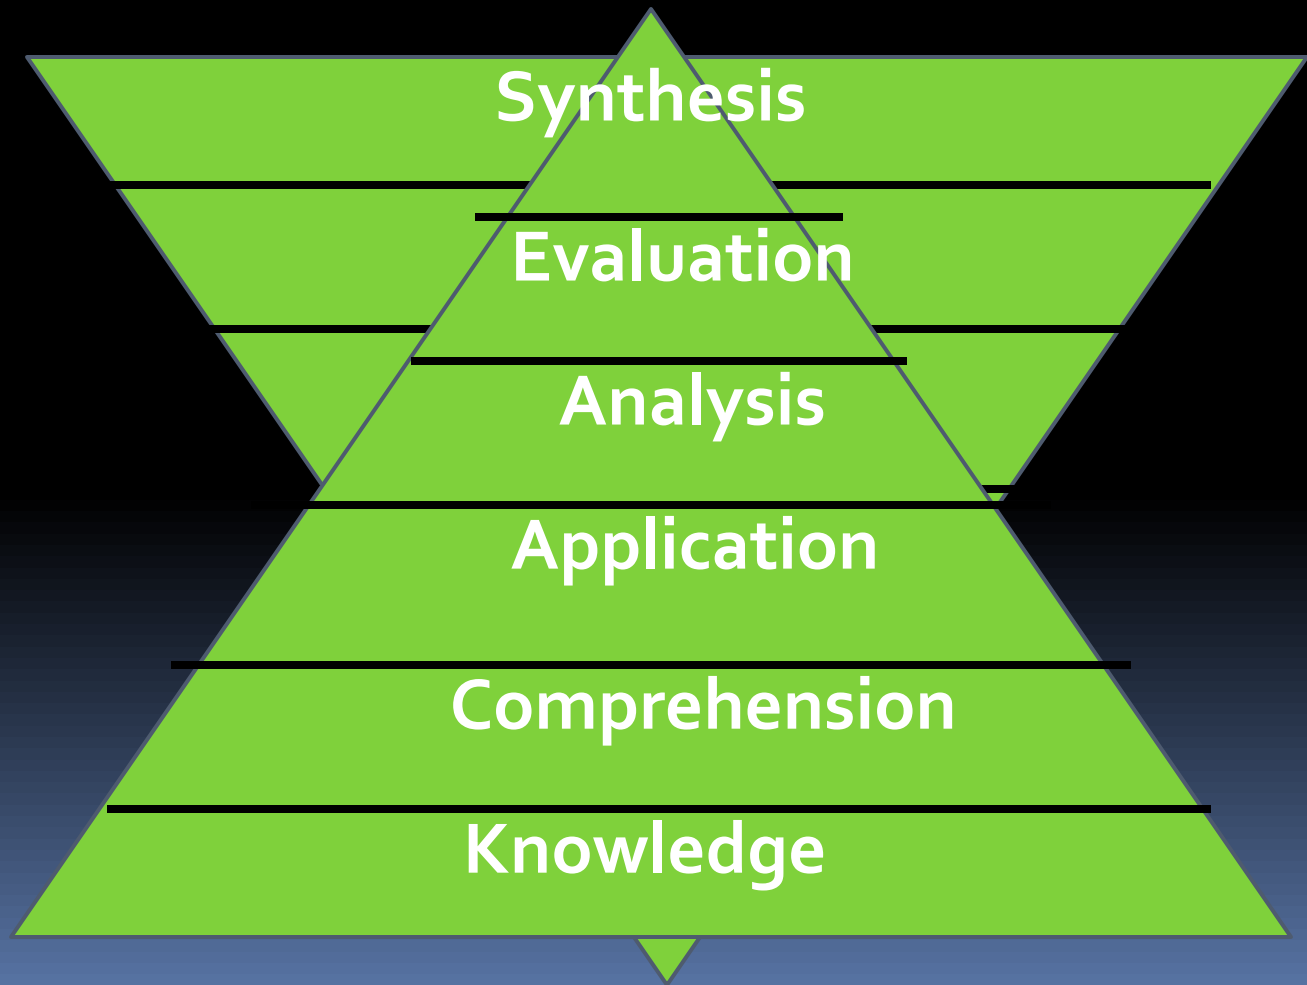 Synthesis
Evaluation
Analysis
Application
Comprehension
Knowledge